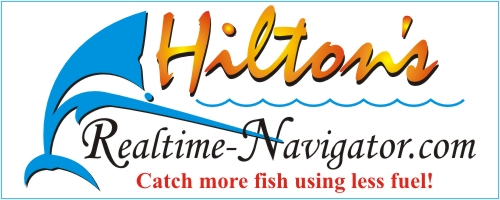 Hilton's
Realtime-Navigator.com
Catch more fish using less fuel!